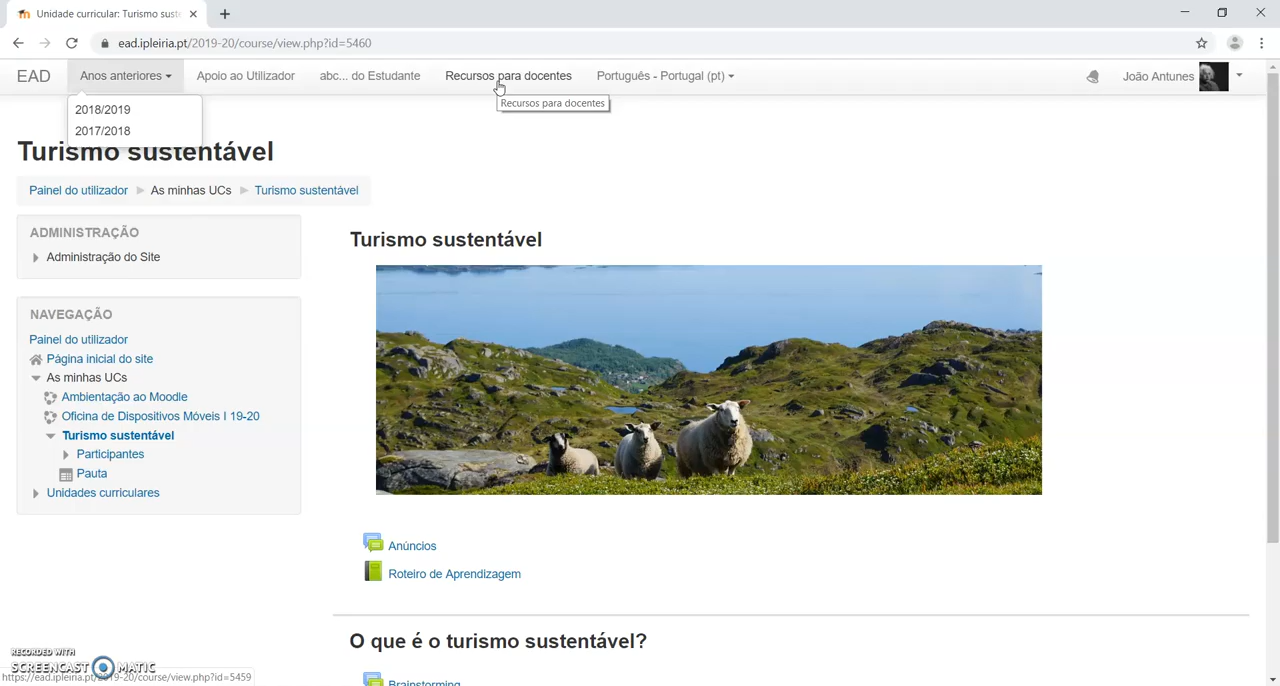 Unidade curricular: Turismo suste
ead.ipleiria.pt/2019-20/course/view.php?id=5460
EAD
Anos anteriores
Apoio ao Utilizador
abc... do Estudante
Recursos para docentes
Português - Portugal (pt)
João Antunes
2018/2019
2017/2018
Recursos para docentes
Turismo sustentável
Painel do utilizador
As minhas UCs
Turismo sustentável
ADMINISTRAÇÃO
Administração do Site
NAVEGAÇÃO
Painel do utilizador
Página inicial do site
As minhas UCs
Ambientação ao Moodle
Oficina de Dispositivos Móveis I 19-20
Turismo sustentável
Participantes
Pauta
Unidades curriculares
Turismo sustentável
Anúncios
Roteiro de Aprendizagem
O que é o turismo sustentável?
Brainstorming
RECORDED WITH
SCREENCAST MATIC
https://ead.ipleiria.pt/2019-20/course/view.php?id=5459